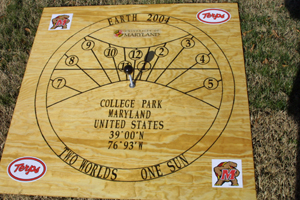 EARTH 2004
Terps
MARYLAND
9
10
12
2
8
3
4
7
5
COLLEGE PARK
MARYLAND
UNITED STATES
39°00'N
76°93'W
TWO WORLDS ONE SUN
Terps
M